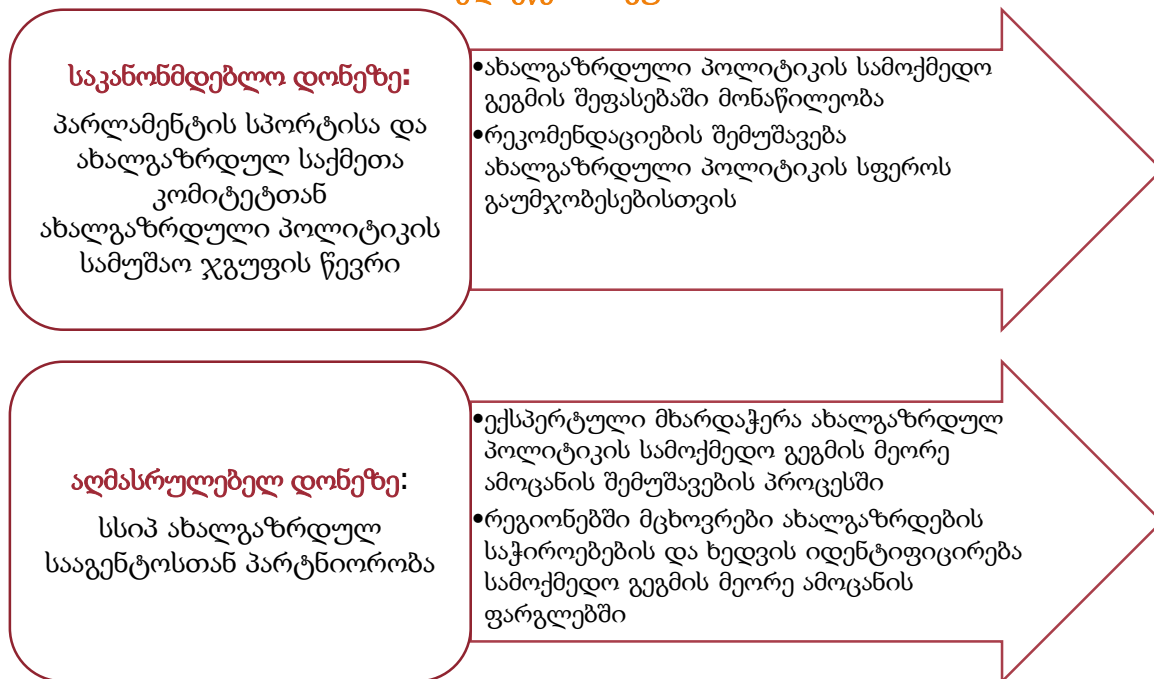 საკანონმდებლო დონეზე:
პარლამენტის სპორტისა და
ახალგაზრდულ საქმეთა
კომიტეტთან
ახალგაზრდული პოლიტიკის
სამუშაო ჯგუფის წევრი
•ახალგაზრდული პოლიტიკის სამოქმედო
გეგმის შეფასებაში მონაწილეობა
•რეკომენდაციების შემუშავება
ახალგაზრდული პოლიტიკის სფეროს
გაუმჯობესებისთვის
აღმასრულებელ დონეზე:
სსიპ ახალგაზრდულ
სააგენტოსთან პარტნიორობა
•ექსპერტული მხარდაჭერა ახალგაზრდულ
პოლიტიკის სამოქმედო გეგმის მეორე
ამოცანის შემუშავების პროცესში
•რეგიონებში მცხოვრები ახალგაზრდების
საჭიროებების და ხედვის იდენტიფიცირება
სამოქმედო გეგმის მეორე ამოცანის
ფარგლებში